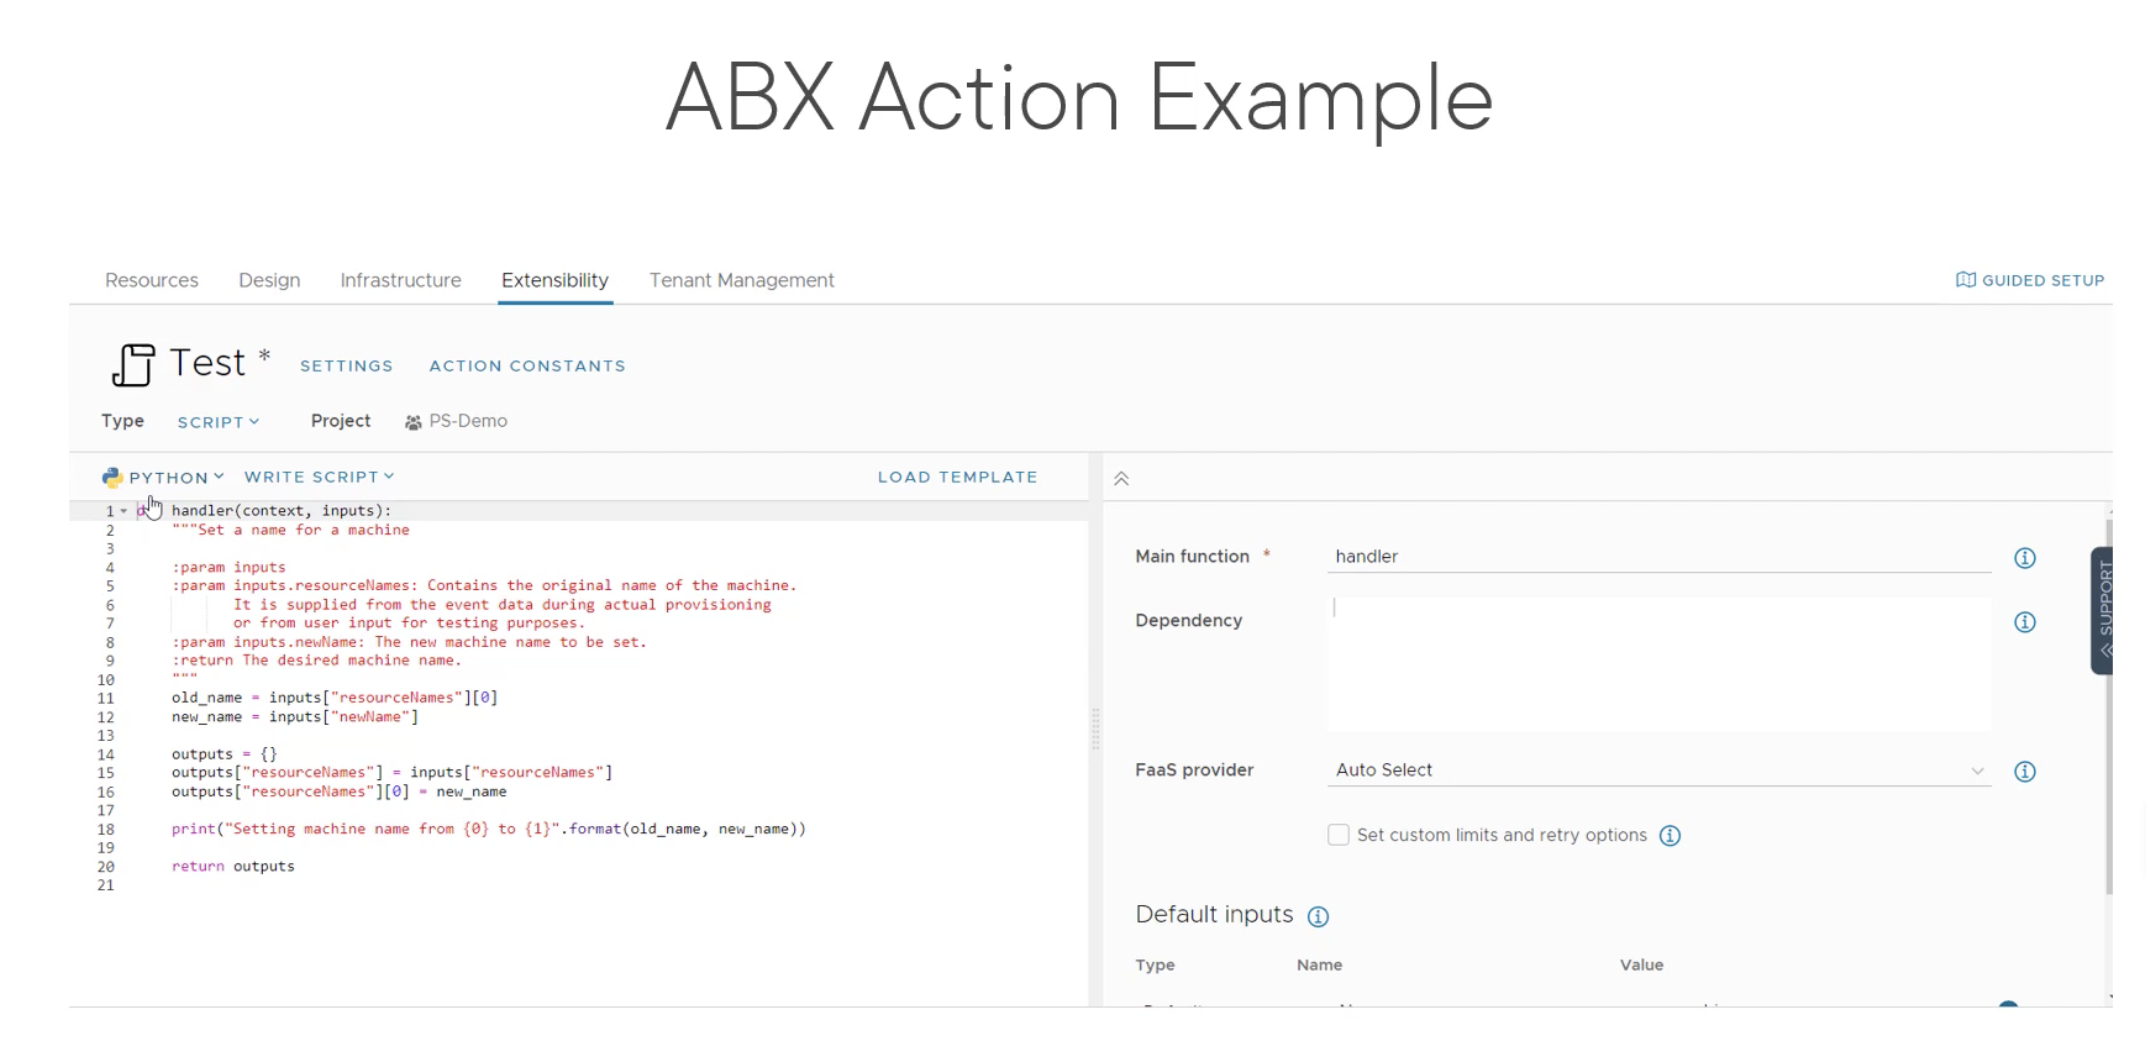 ABX Action Example
Resources Design Infrastructure Extensibility Tenant Management GUIDED SETUP
Test * SETTINGS ACTION CONSTANTS
Type SCRIPT Project PS-Demo
PYTHON WRITE SCRIPT LOAD TEMPLATE
1 handler(context, inputs):
2 """Set a name for a machine
3
4 :param inputs
5 :param inputs.resourceNames: Contains the original name of the machine.
6 It is supplied from the event data during actual provisioning
7 or from user input for testing purposes.
8 :param inputs.newName: The new machine name to be set.
9 :return The desired machine name.
10 """
11 old_name = inputs["resourceNames"][0]
12 new_name = inputs["newName"]
13
14 outputs = {}
15 outputs["resourceNames"] = inputs["resourceNames"]
16 outputs["resourceNames"][0] = new_name
17
18 print("Setting machine name from {0} to {1}".format(old_name, new_name))
19
20 return outputs
21
Main function * handler
Dependency
FaaS provider Auto Select
Set custom limits and retry options
Default inputs
Type Name Value
SUPPORT